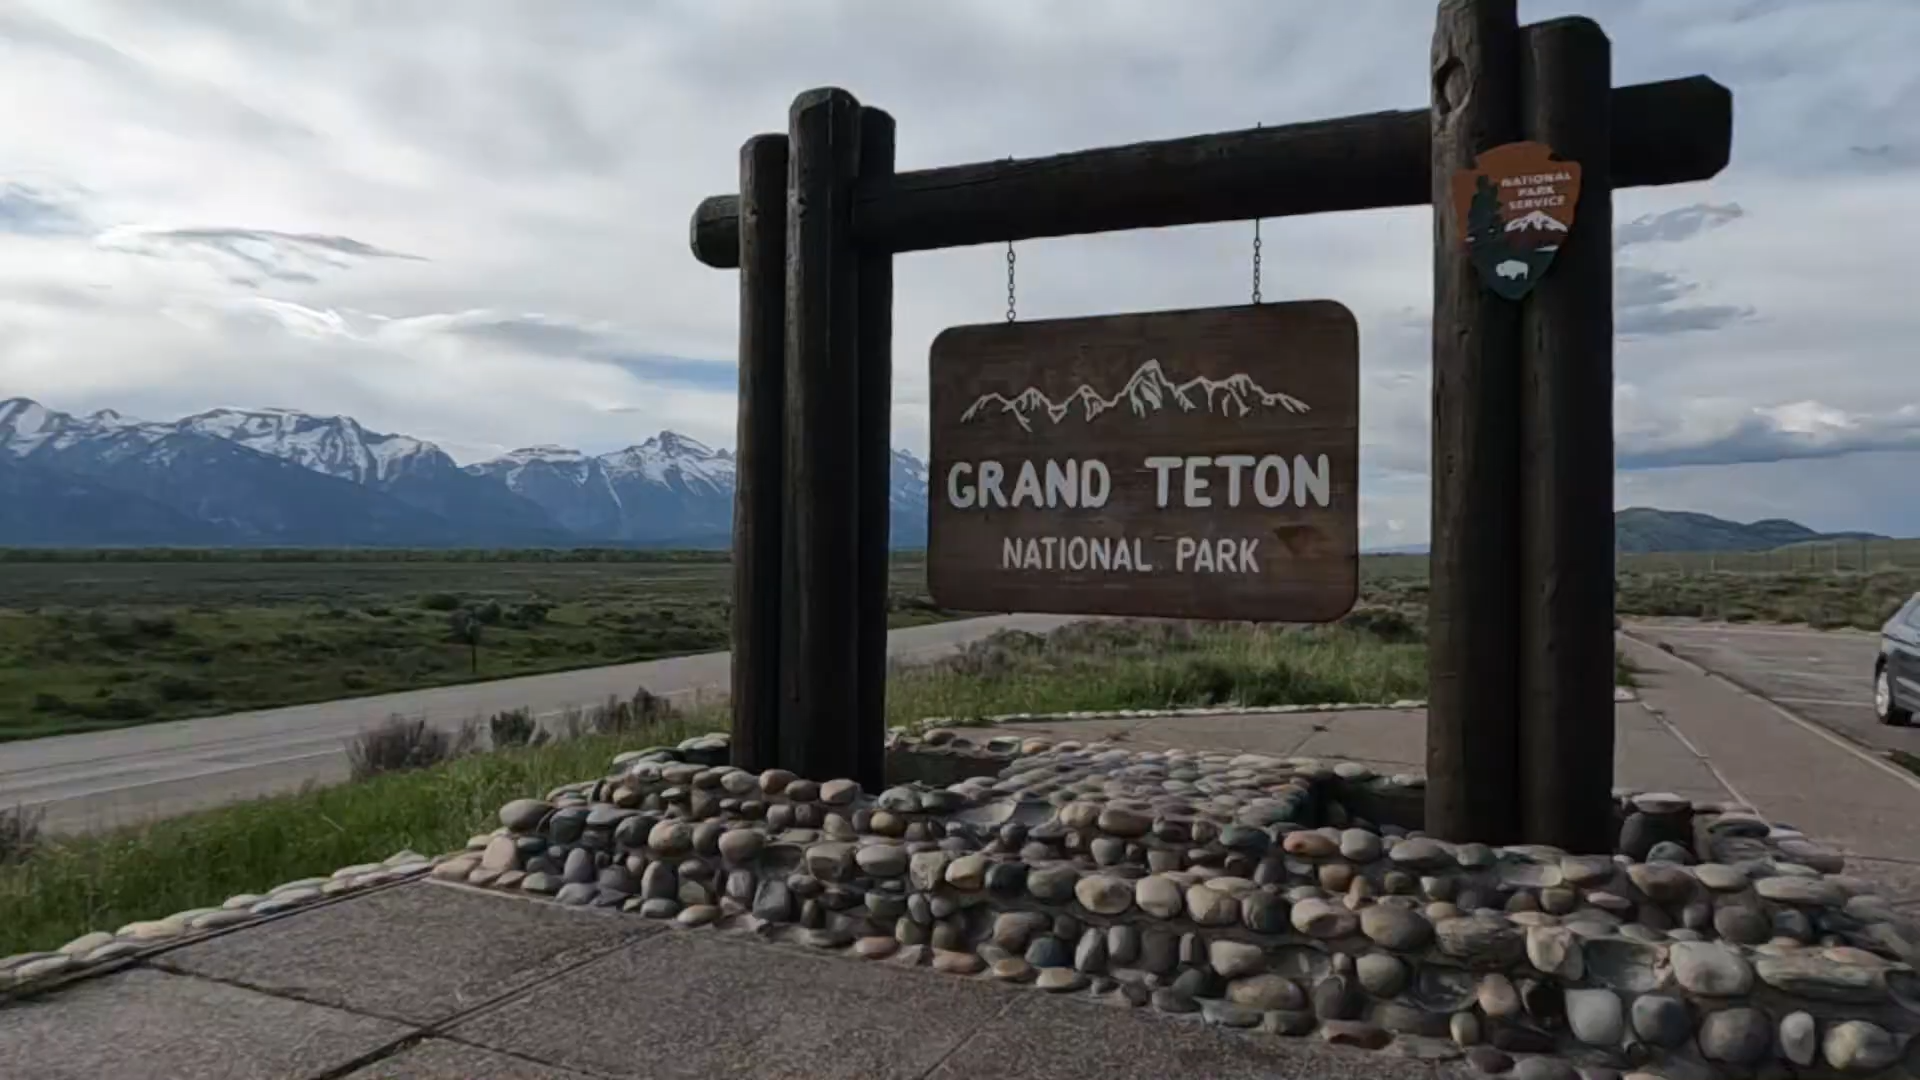 NATIONAL
PARK
SERVICE
GRAND TETON
NATIONAL PARK